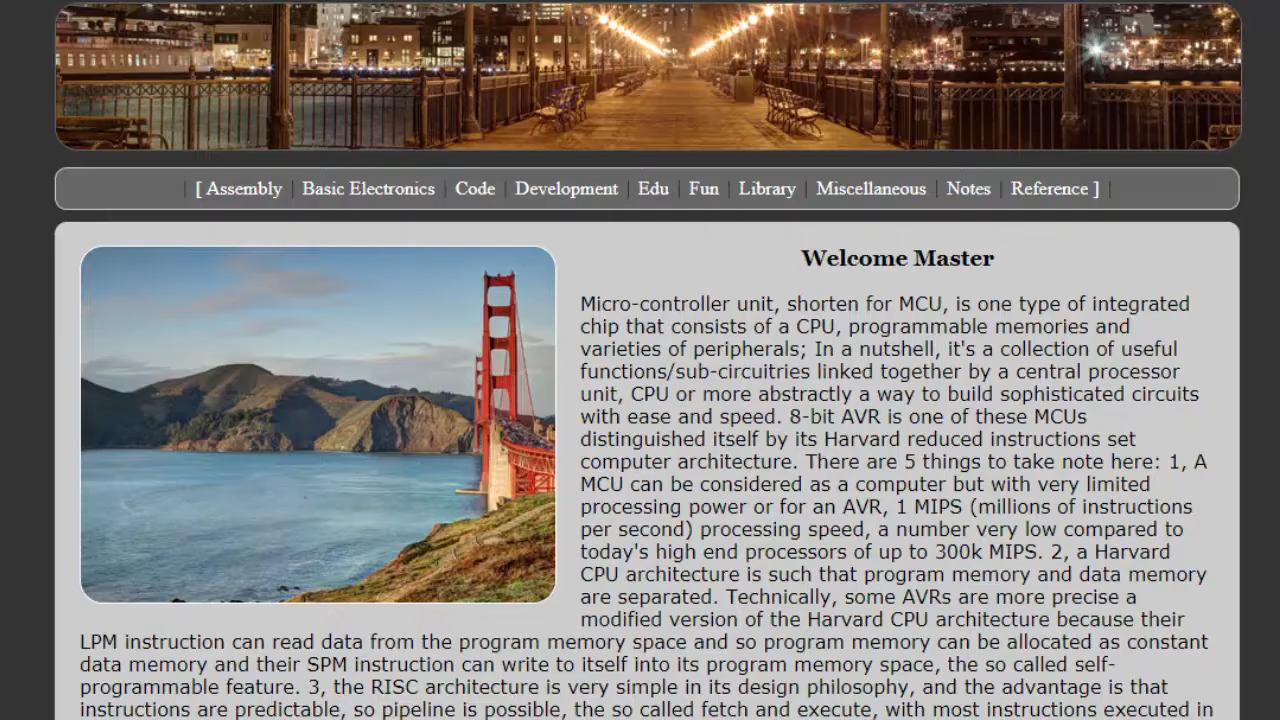 [ Assembly | Basic Electronics | Code | Development | Edu | Fun | Library | Miscellaneous | Notes | Reference ] |
Welcome Master
Micro-controller unit, shorten for MCU, is one type of integrated
chip that consists of a CPU, programmable memories and
varieties of peripherals; In a nutshell, it's a collection of useful
functions/sub-circuitries linked together by a central processor
unit, CPU or more abstractly a way to build sophisticated circuits
with ease and speed. 8-bit AVR is one of these MCUs
distinguished itself by its Harvard reduced instructions set
computer architecture. There are 5 things to take note here: 1, A
MCU can be considered as a computer but with very limited
processing power or for an AVR, 1 MIPS (millions of instructions
per second) processing speed, a number very low compared to
today's high end processors of up to 300k MIPS. 2, a Harvard
CPU architecture is such that program memory and data memory
are separated. Technically, some AVRs are more precise a
modified version of the Harvard CPU architecture because their
LPM instruction can read data from the program memory space and so program memory can be allocated as constant
data memory and their SPM instruction can write to itself into its program memory space, the so called self-
programmable feature. 3, the RISC architecture is very simple in its design philosophy, and the advantage is that
instructions are predictable, so pipeline is possible, the so called fetch and execute, with most instructions executed in